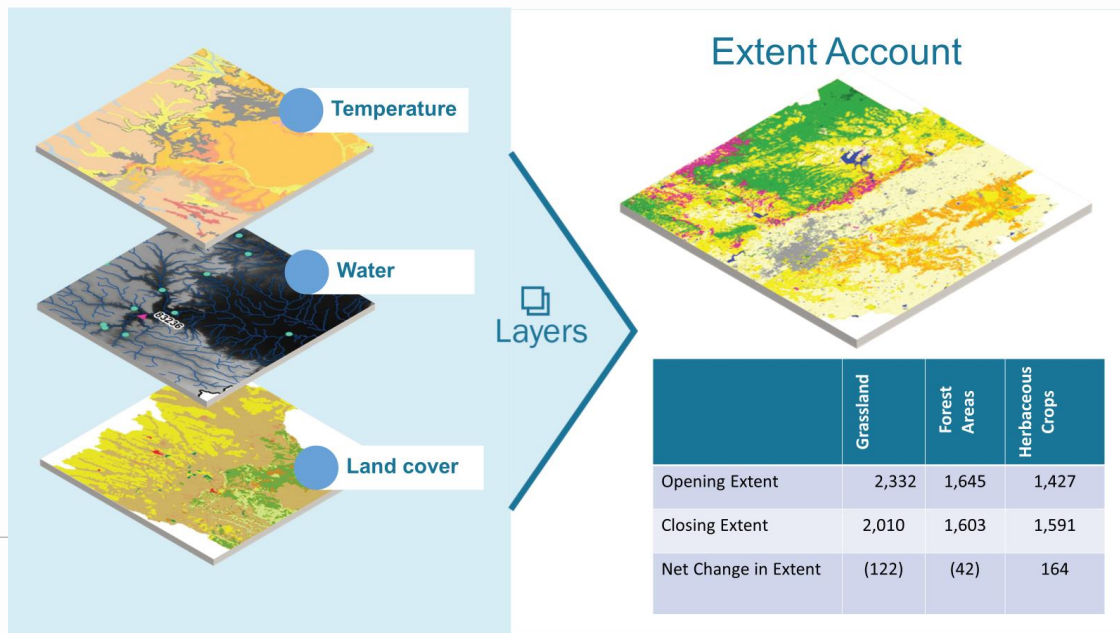 Temperature
Water
83236
Land cover
Layers
Extent Account
Grassland
Forest
Areas
Herbaceous
Crops
Opening Extent 2,332 1,645 1,427
Closing Extent 2,010 1,603 1,591
Net Change in Extent (122) (42) 164